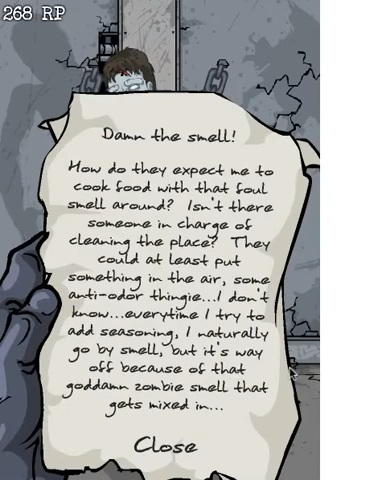 268 RP
Damn the smell!
How do they expect me to
cook food with that foul
smell around? Isn't there
someone in charge of
cleaning the place? They
could at least put
something in the air, some
anti-odor thingie...I don't
know...everytime I try to
add seasoning, I naturally
go by smell, but it's way
off because of that
goddamn zombie smell that
gets mixed in...
Close